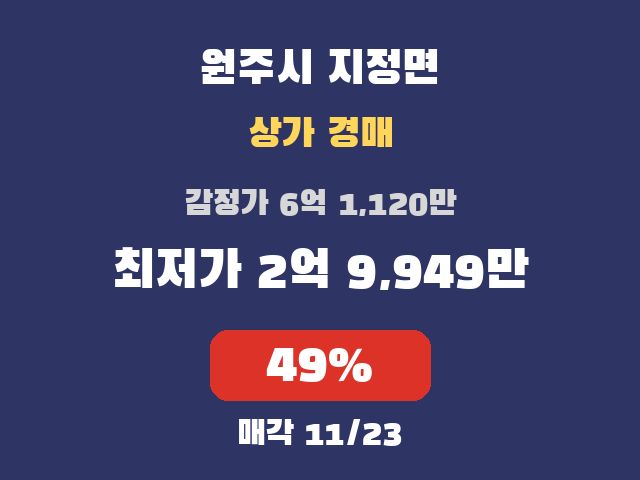 원주시 지정면
상가 경매
감정가 6억 1,120만
최저가 2억 9,949만
49%
매각 11/23